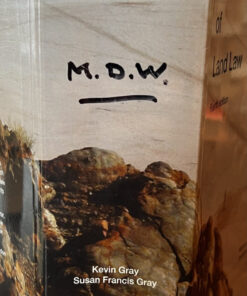 M.D.W.
Kevin Gray
Susan Francis Gray
of
Land Law